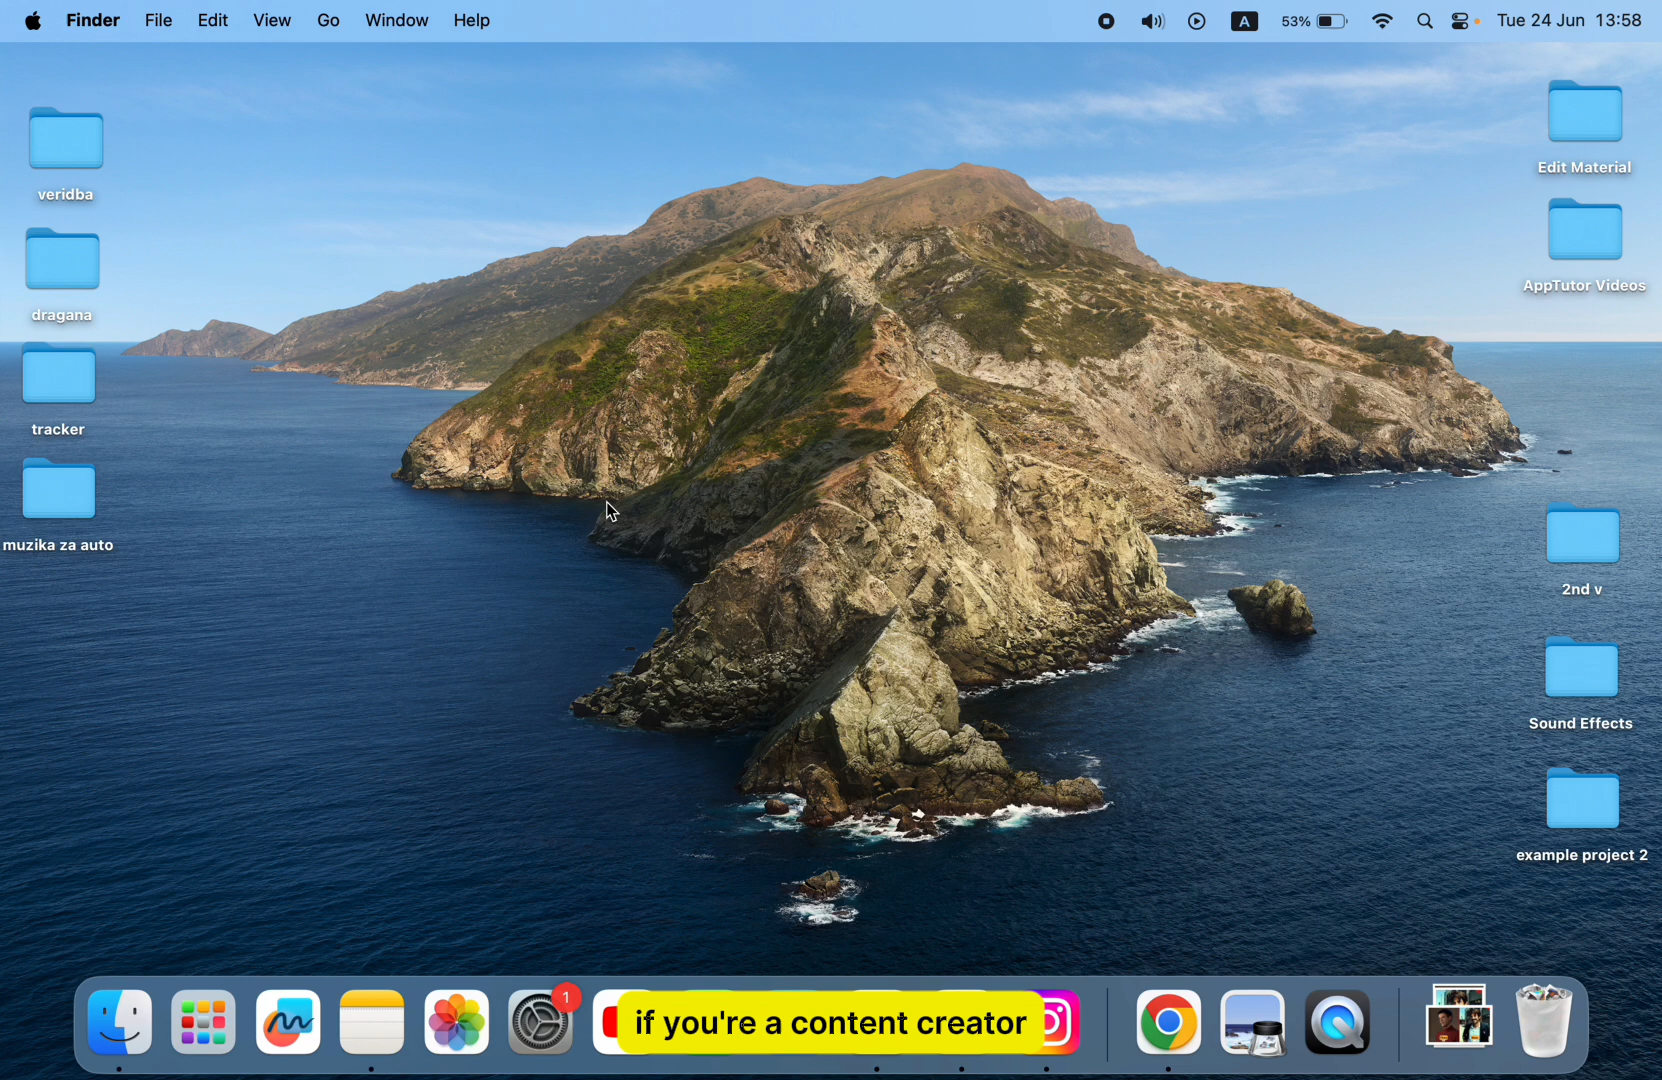 Finder File Edit View Go Window Help A 53% Tue 24 Jun 13:58
veridba
dragana
tracker
muzika za auto
Edit Material
AppTutor Videos
2nd v
Sound Effects
example project 2
1
if you're a content creator